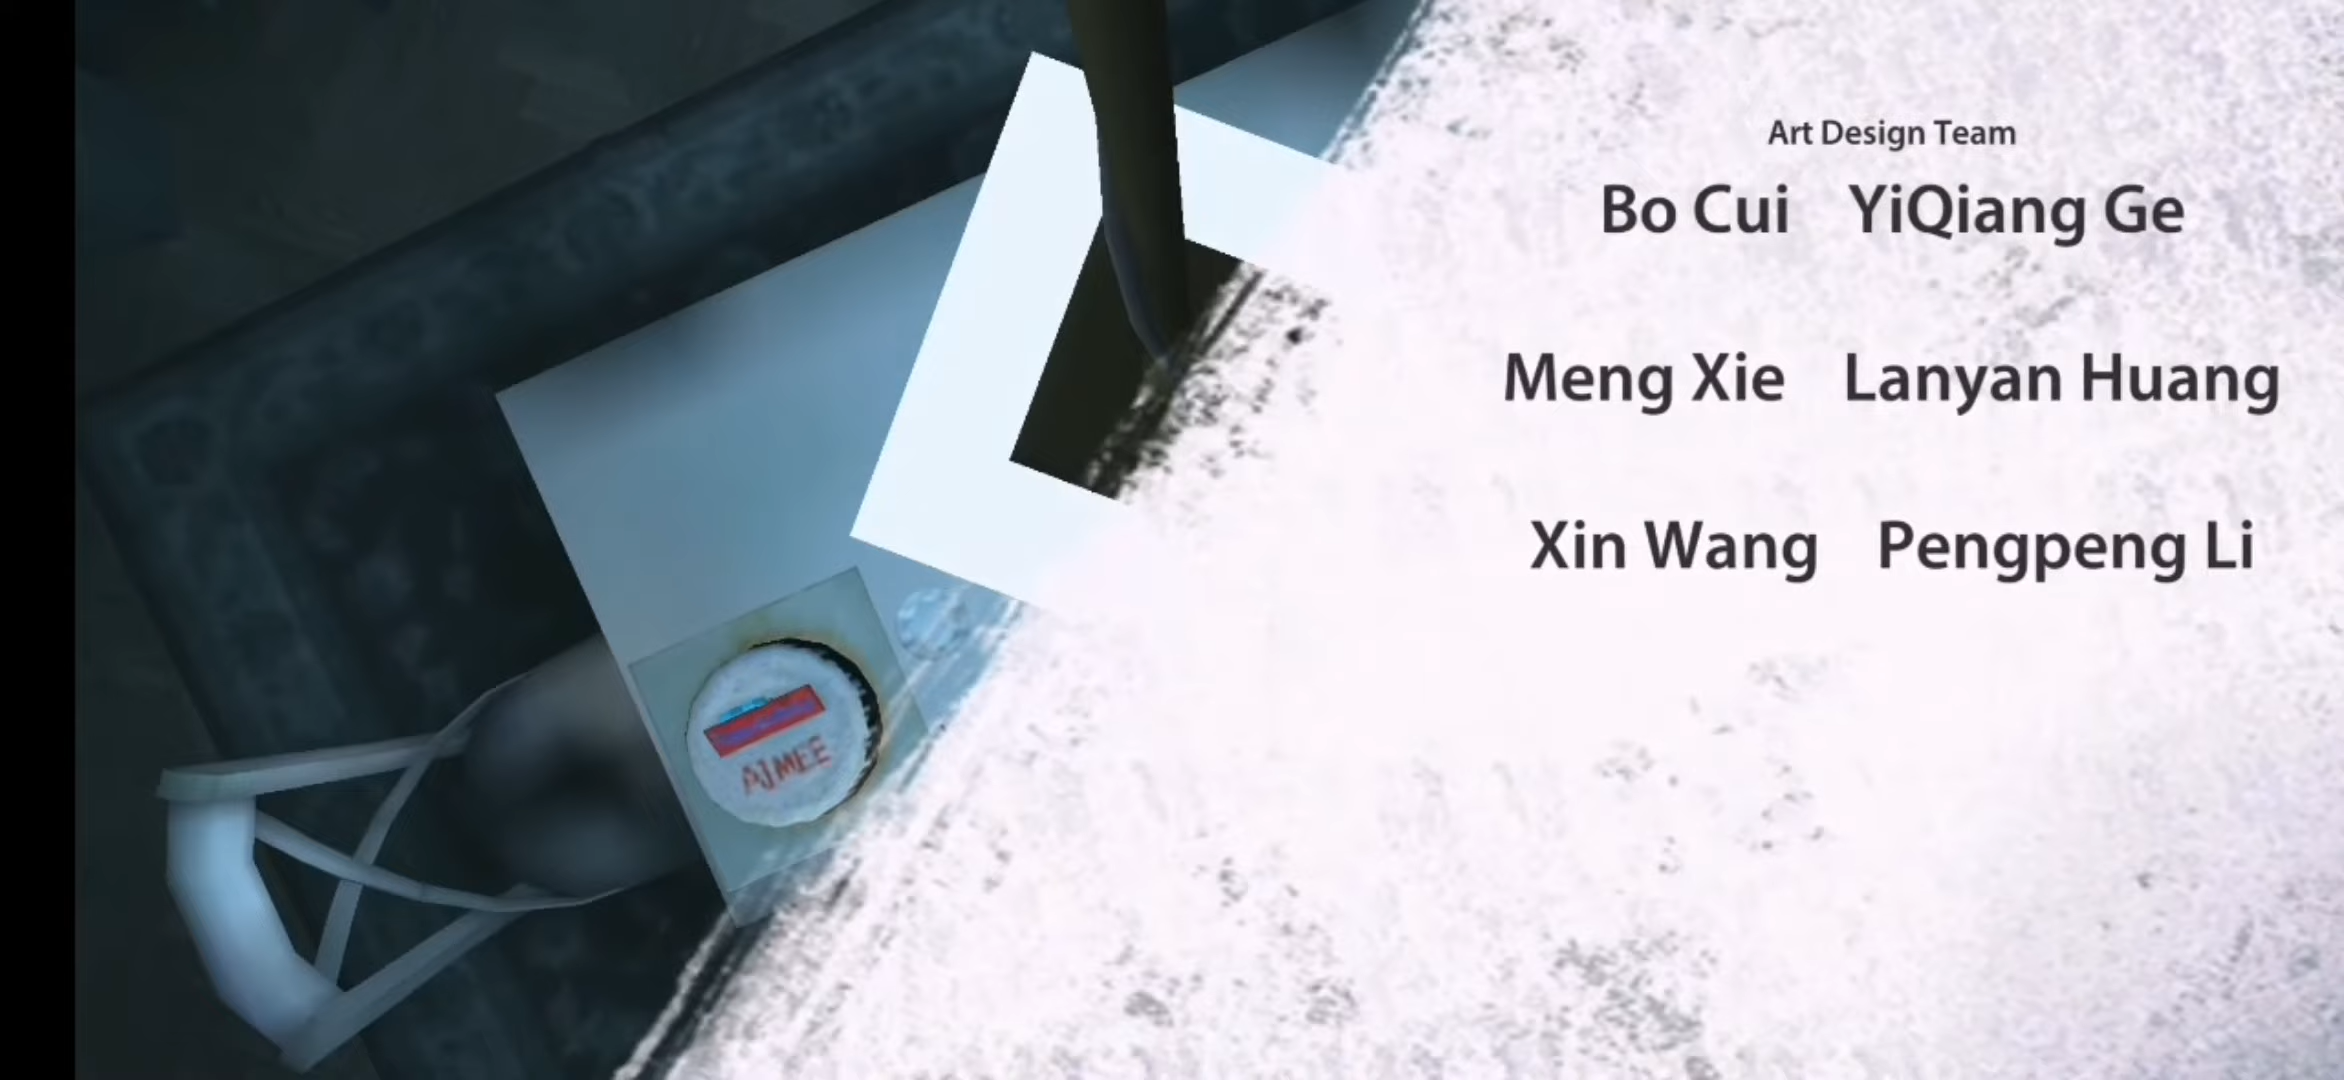 Art Design Team
Bo Cui YiQiang Ge
Meng Xie Lanyan Huang
Xin Wang Pengpeng Li
AIMEE